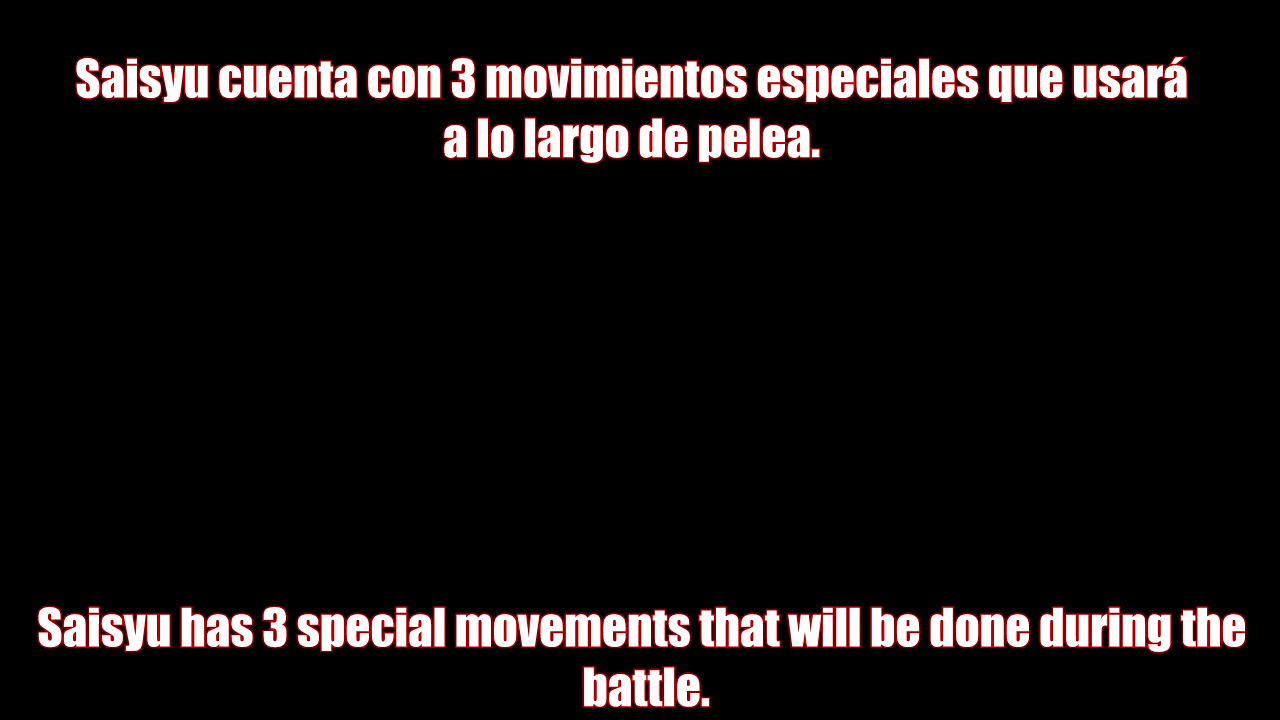 Saisyu cuenta con 3 movimientos especiales que usará
a lo largo de pelea.
Saisyu has 3 special movements that will be done during the
battle.